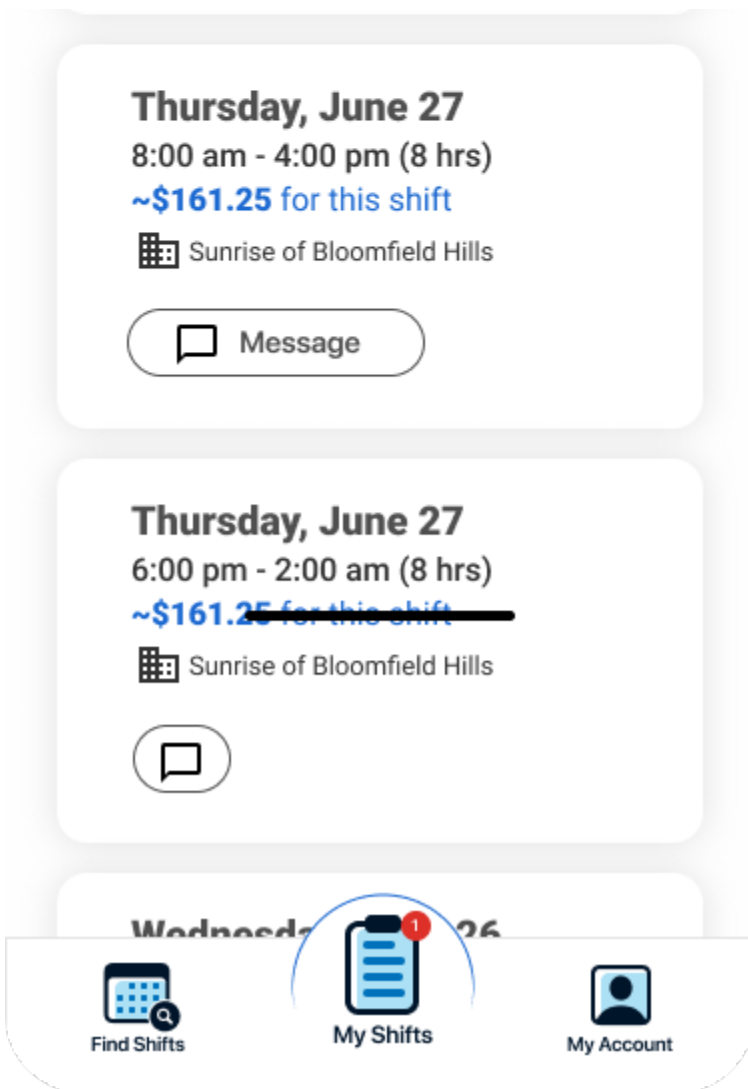 Thursday, June 27
8:00 am - 4:00 pm (8 hrs)
~$161.25 for this shift
Sunrise of Bloomfield Hills
Message
Thursday, June 27
6:00 pm - 2:00 am (8 hrs)
~$161.25 for this shift
Sunrise of Bloomfield Hills
26
1
Find Shifts
My Shifts
My Account